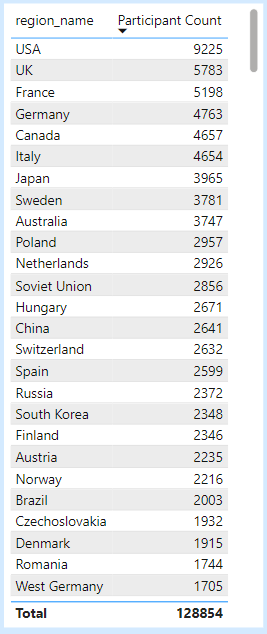 region_name Participant Count
USA 9225
UK 5783
France 5198
Germany 4763
Canada 4657
Italy 4654
Japan 3965
Sweden 3781
Australia 3747
Poland 2957
Netherlands 2926
Soviet Union 2856
Hungary 2671
China 2641
Switzerland 2632
Spain 2599
Russia 2372
South Korea 2348
Finland 2346
Austria 2235
Norway 2216
Brazil 2003
Czechoslovakia 1932
Denmark 1915
Romania 1744
West Germany 1705
Total 128854